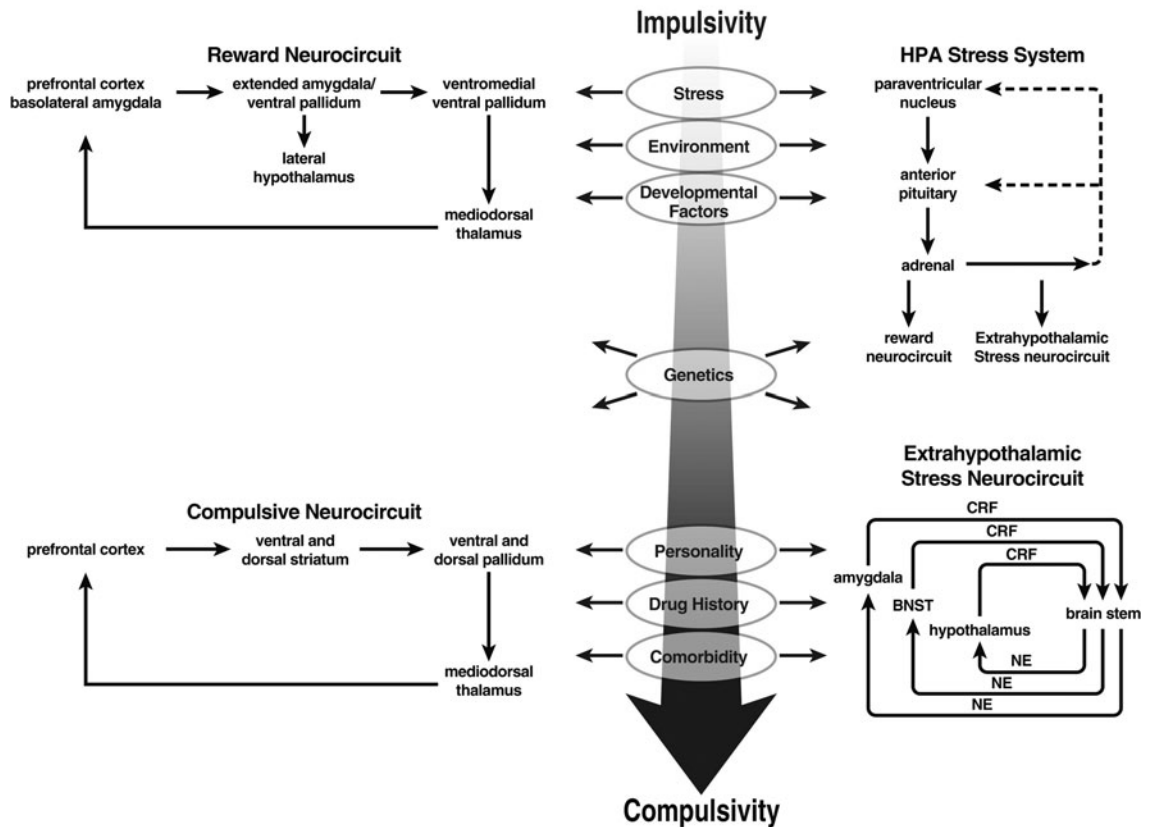 Impulsivity
Reward Neurocircuit
prefrontal cortex
basolateral amygdala
extended amygdala/
ventral pallidum
ventromedial
ventral pallidum
lateral
hypothalamus
mediodorsal
thalamus
Stress
Environment
Developmental
Factors
HPA Stress System
paraventricular
nucleus
anterior
pituitary
adrenal
reward
neurocircuit
Extrahypothalamic
Stress neurocircuit
Genetics
Compulsive Neurocircuit
prefrontal cortex
ventral and
dorsal striatum
ventral and
dorsal pallidum
mediodorsal
thalamus
Personality
Drug History
Comorbidity
Extrahypothalamic
Stress Neurocircuit
CRF
CRF
CRF
amygdala
BNST
hypothalamus
brain stem
NE
NE
NE
Compulsivity